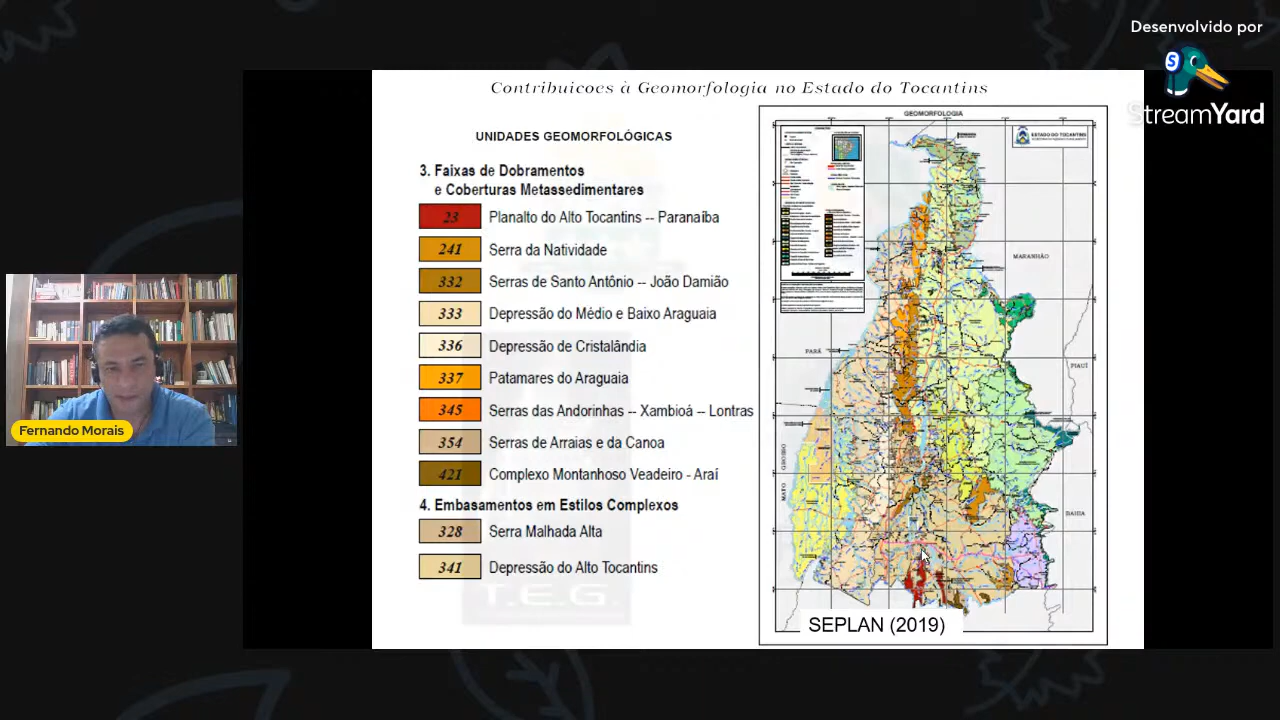 Desenvolvido por
S
StreamYard
Contribuicoes à Geomorfologia no Estado do Tocantins
UNIDADES GEOMORFOLÓGICAS
3. Faixas de Dobramentos
e Coberturas Metassedimentares
23 Planalto do Alto Tocantins -- Paranaíba
241 Serra da Natividade
332 Serras de Santo Antônio -- João Damião
333 Depressão do Médio e Baixo Araguaia
336 Depressão de Cristalândia
337 Patamares do Araguaia
345 Serras das Andorinhas -- Xambioá -- Lontras
354 Serras de Arraias e da Canoa
421 Complexo Montanhoso Veadeiro - Araí
4. Embasamentos em Estilos Complexos
328 Serra Malhada Alta
341 Depressão do Alto Tocantins
T.E.G.
GEOMORFOLOGIA
ESTADO DO TOCANTINS
MARANHÃO
PARÁ
PIAUÍ
MATO GROSSO
BAHIA
SEPLAN (2019)
Fernando Morais